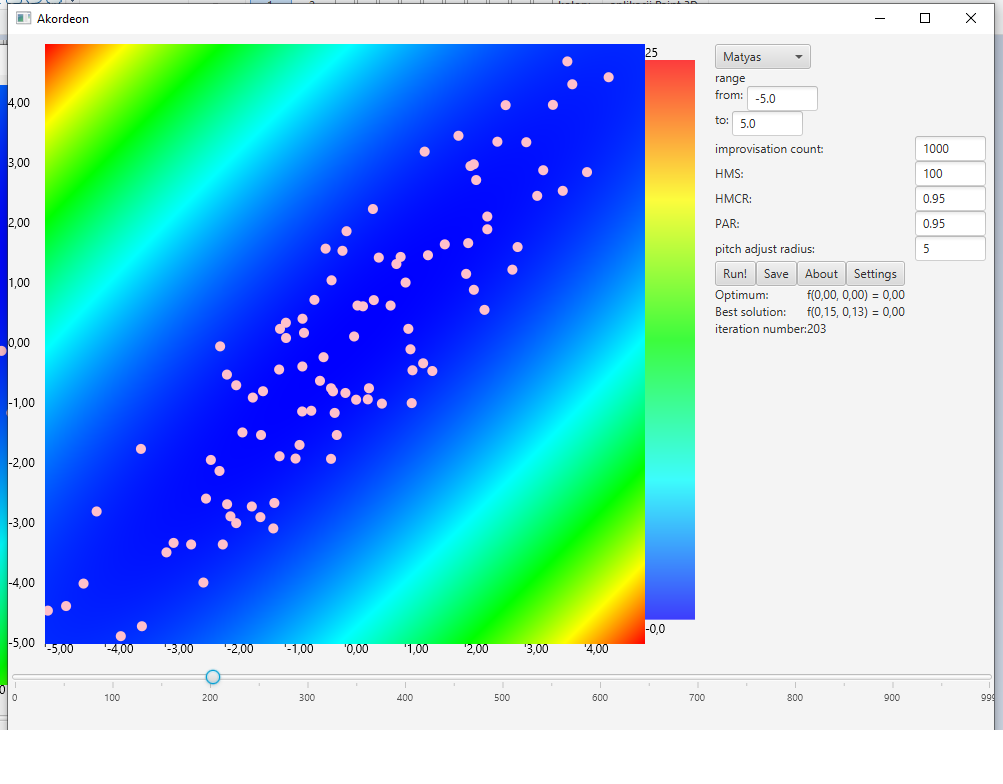 Akordeon
25
4,00
3,00
2,00
1,00
0,00
-1,00
-2,00
-3,00
-4,00
-5,00
'-5,00 '-4,00 '-3,00 '-2,00 '-1,00 '0,00 '1,00 '2,00 '3,00 '4,00
-0,0
0 100 200 300 400 500 600 700 800 900 999
Matyas
range
from: -5.0
to: 5.0
improvisation count: 1000
HMS: 100
HMCR: 0.95
PAR: 0.95
pitch adjust radius: 5
Run! Save About Settings
Optimum: f(0,00, 0,00) = 0,00
Best solution: f(0,15, 0,13) = 0,00
iteration number:203